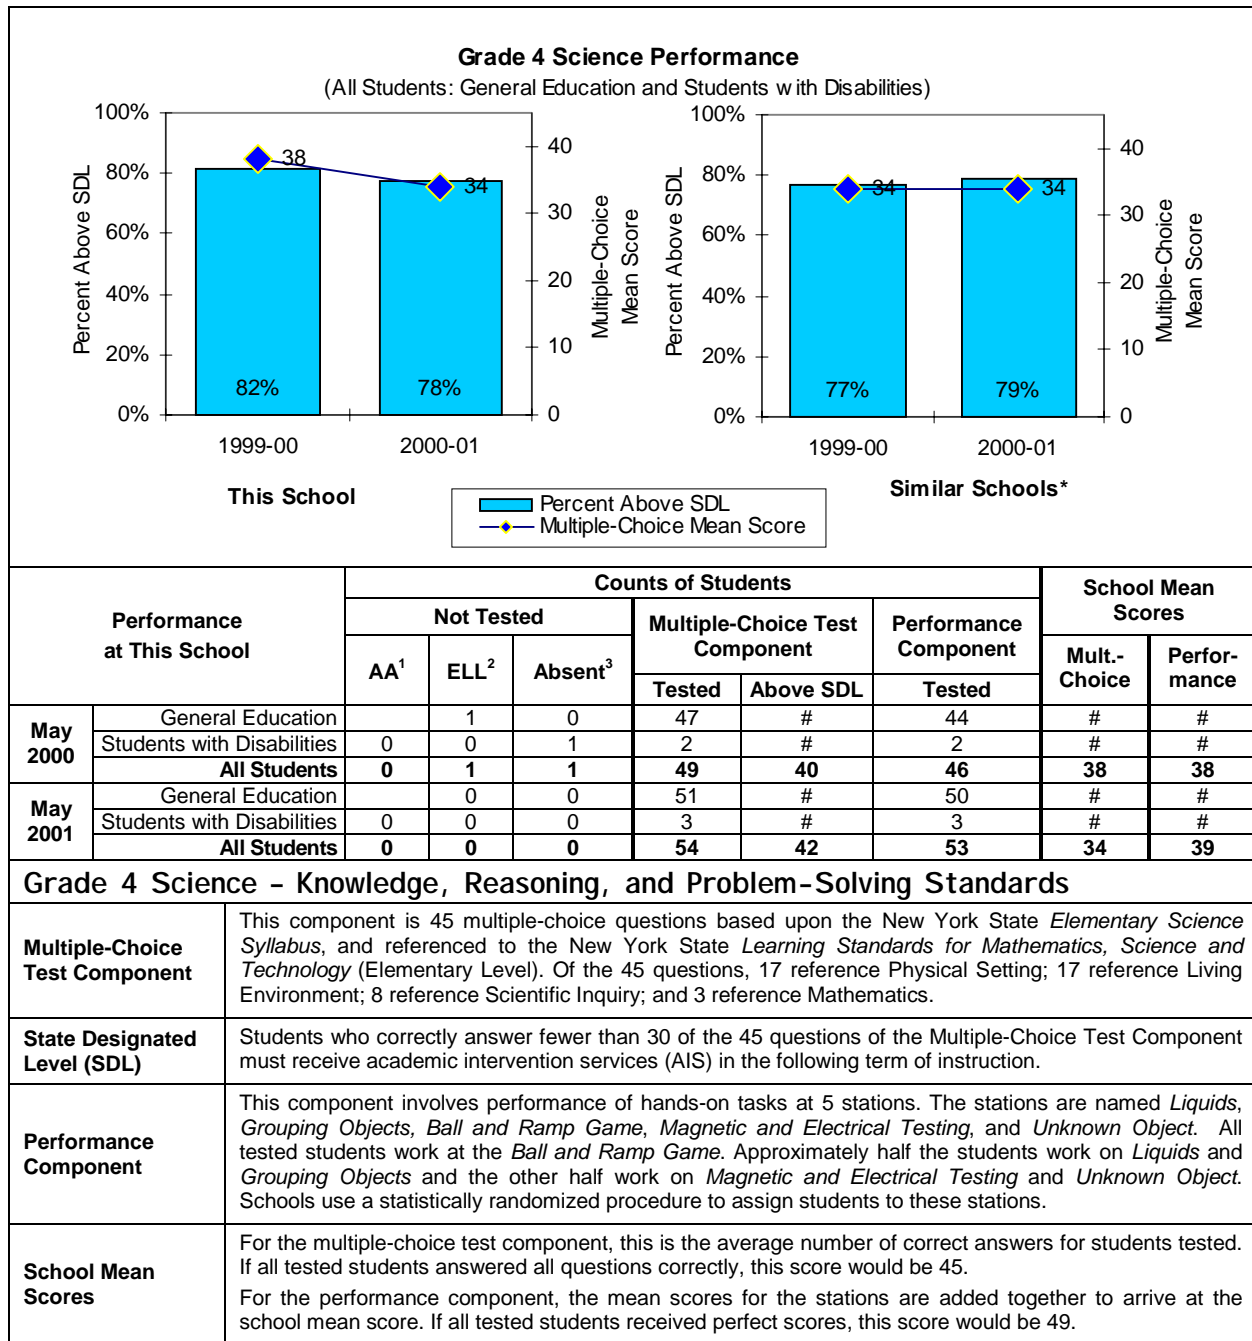 Grade 4 Science Performance
(All Students: General Education and Students with Disabilities)
100%
80%
60%
40%
20%
0%
Percent Above SDL
38
34
82%
78%
40
30
20
10
0
Multiple-Choice
Mean Score
1999-00
2000-01
This School
100%
80%
60%
40%
20%
0%
Percent Above SDL
34
34
77%
79%
40
30
20
10
0
Multiple-Choice
Mean Score
1999-00
2000-01
Similar Schools*
Percent Above SDL
Multiple-Choice Mean Score
Performance
at This School
Counts of Students
School Mean
Scores
Not Tested
Multiple-Choice Test
Component
Performance
Component
AA¹ ELL² Absent³
Mult.-
Choice
Perfor-
mance
Tested Above SDL Tested
May
2000
General Education 1 0 47 # 44 # #
Students with Disabilities 0 0 1 2 # 2 # #
All Students 0 1 1 49 40 46 38 38
May
2001
General Education 0 0 51 # 50 # #
Students with Disabilities 0 0 0 3 # 3 # #
All Students 0 0 0 54 42 53 34 39
Grade 4 Science – Knowledge, Reasoning, and Problem-Solving Standards
Multiple-Choice
Test Component
This component is 45 multiple-choice questions based upon the New York State Elementary Science
Syllabus, and referenced to the New York State Learning Standards for Mathematics, Science and
Technology (Elementary Level). Of the 45 questions, 17 reference Physical Setting; 17 reference Living
Environment; 8 reference Scientific Inquiry; and 3 reference Mathematics.
State Designated
Level (SDL)
Students who correctly answer fewer than 30 of the 45 questions of the Multiple-Choice Test Component
must receive academic intervention services (AIS) in the following term of instruction.
Performance
Component
This component involves performance of hands-on tasks at 5 stations. The stations are named Liquids,
Grouping Objects, Ball and Ramp Game, Magnetic and Electrical Testing, and Unknown Object. All
tested students work at the Ball and Ramp Game. Approximately half the students work on Liquids and
Grouping Objects and the other half work on Magnetic and Electrical Testing and Unknown Object.
Schools use a statistically randomized procedure to assign students to these stations.
School Mean
Scores
For the multiple-choice test component, this is the average number of correct answers for students tested.
If all tested students answered all questions correctly, this score would be 45.
For the performance component, the mean scores for the stations are added together to arrive at the
school mean score. If all tested students received perfect scores, this score would be 49.